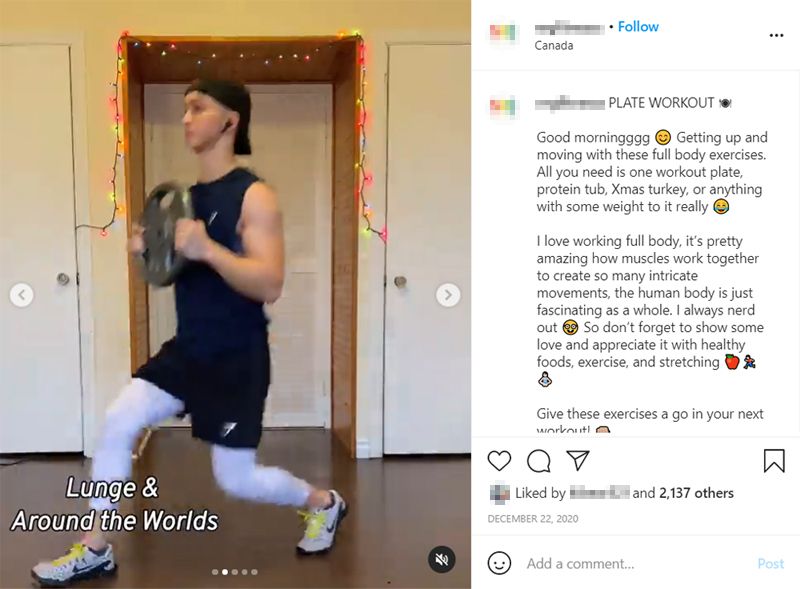 • Follow
Canada
PLATE WORKOUT 🍽
Good morningggg 😊 Getting up and
moving with these full body exercises.
All you need is one workout plate,
protein tub, Xmas turkey, or anything
with some weight to it really 😂
I love working full body, it's pretty
amazing how muscles work together
to create so many intricate
movements, the human body is just
fascinating as a whole. I always nerd
out 🤓 So don't forget to show some
love and appreciate it with healthy
foods, exercise, and stretching 🍎
Give these exercises a go in your next
workout!
Lunge &
Around the Worlds
Liked by
and 2,137 others
DECEMBER 22, 2020
Add a comment...
Post